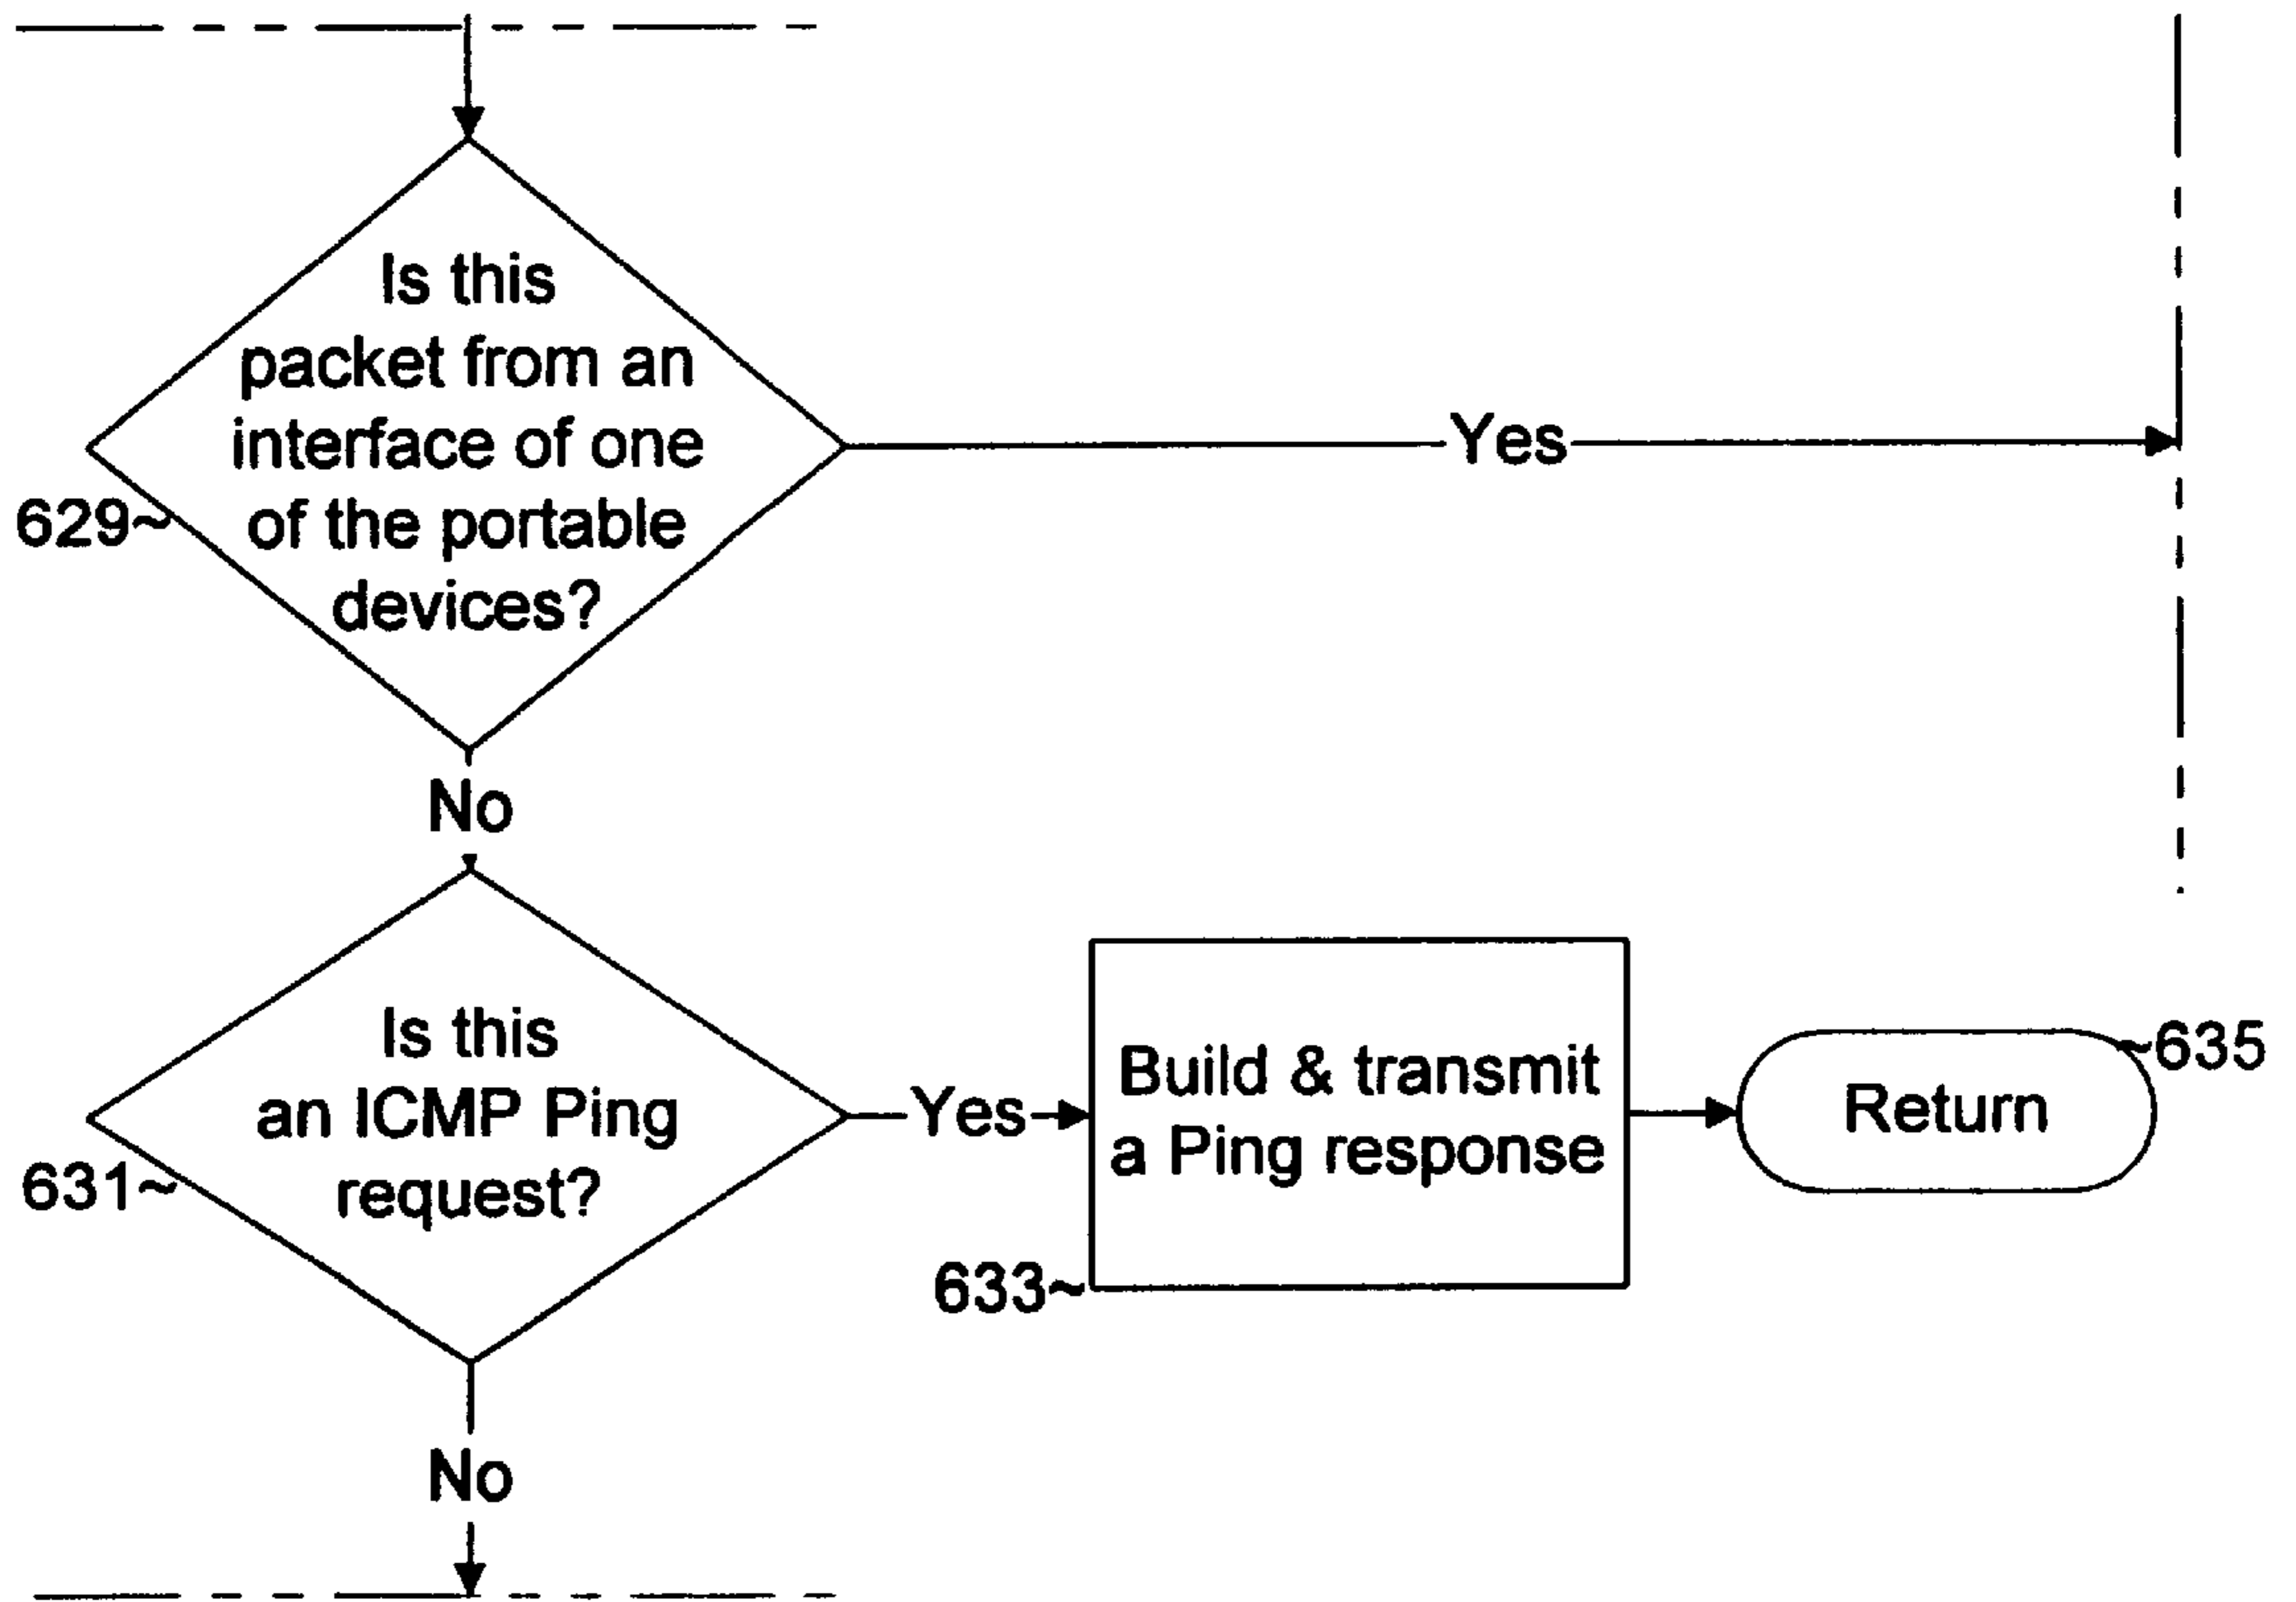 Is this
packet from an
interface of one
of the portable
devices?
629~
Yes
No
Is this
an ICMP Ping
request?
631~
Yes
Build & transmit
a Ping response
633~
Return
~635
No